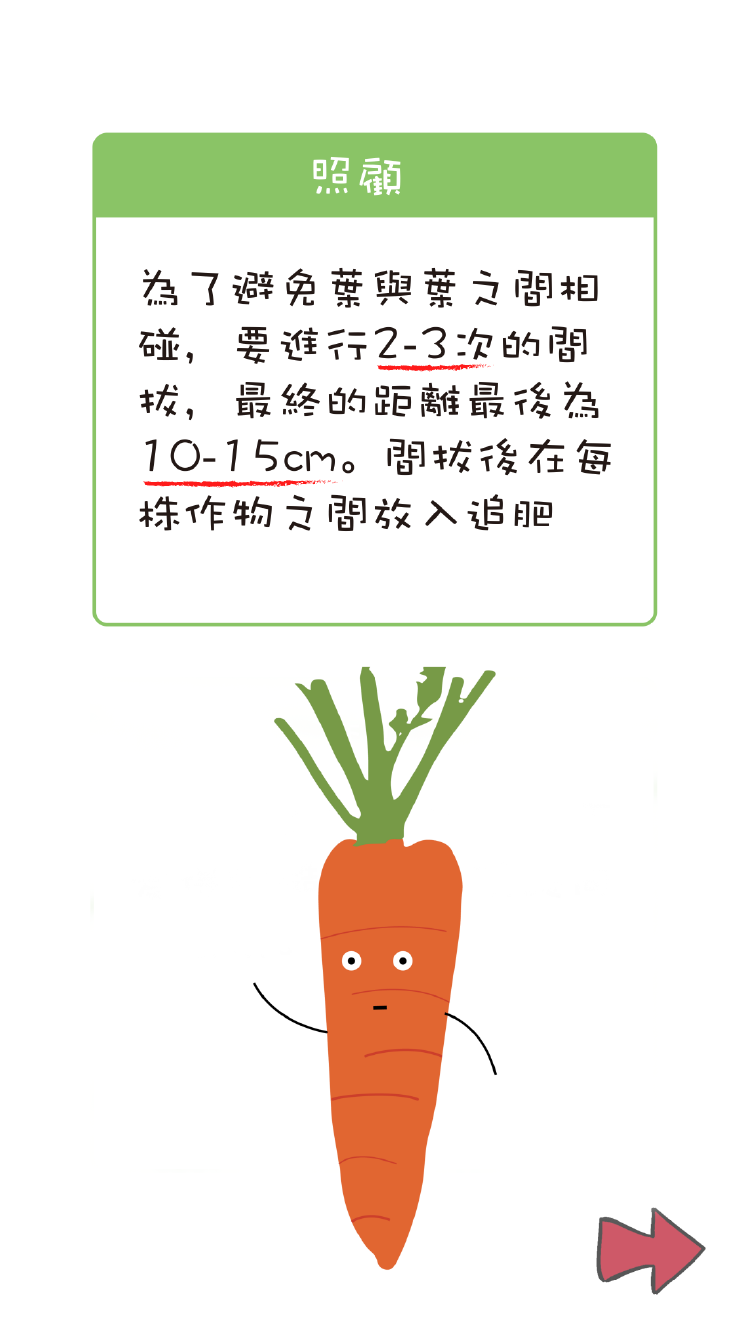 照顧
為了避免葉與葉之間相
碰，要進行2-3次的間
拔，最終的距離最後為
10-15cm。間拔後在每
株作物之間放入追肥